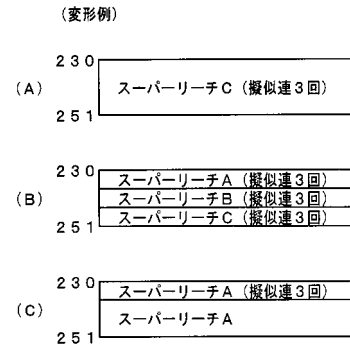 （変形例）
２３０
（Ａ）
スーパーリーチＣ（擬似連３回）
２５１
２３０
（Ｂ）
スーパーリーチＡ（擬似連３回）
スーパーリーチＢ（擬似連３回）
スーパーリーチＣ（擬似連３回）
２５１
２３０
（Ｃ）
スーパーリーチＡ（擬似連３回）
スーパーリーチＡ
２５１